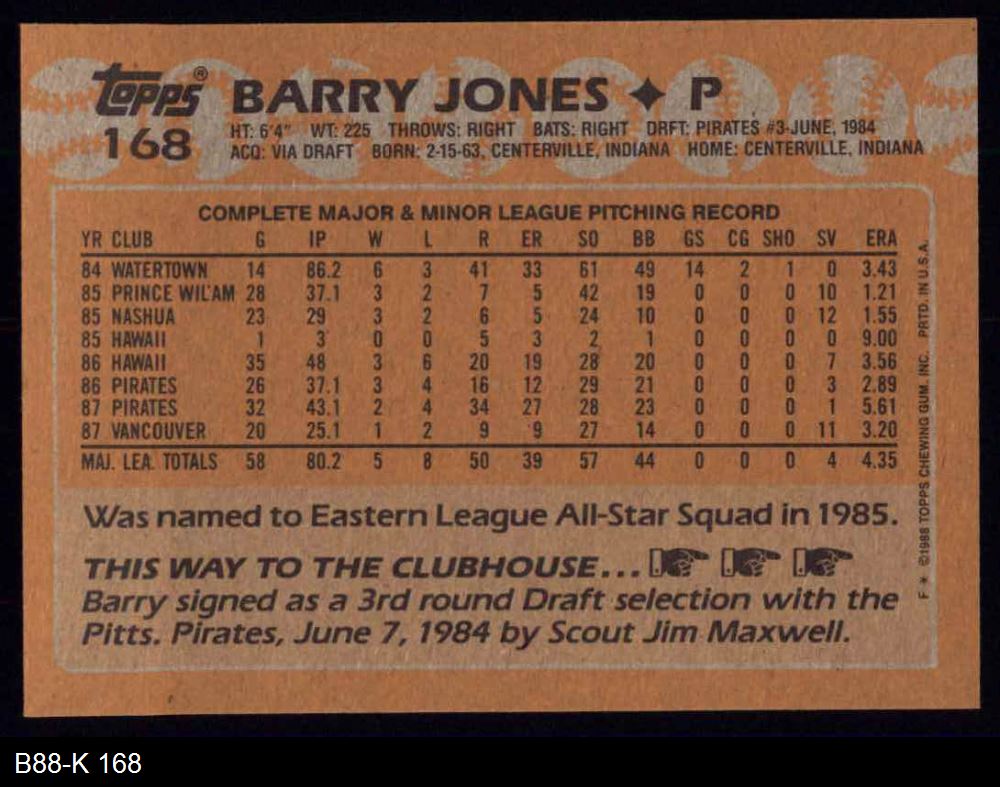 Topps® BARRY JONES ✦ P
168 HT: 6'4" WT: 225 THROWS: RIGHT BATS: RIGHT DRFT: PIRATES #3-JUNE, 1984
ACQ: VIA DRAFT BORN: 2-15-63, CENTERVILLE, INDIANA HOME: CENTERVILLE, INDIANA
COMPLETE MAJOR & MINOR LEAGUE PITCHING RECORD
YR CLUB G IP W L R ER SO BB GS CG SHO SV ERA
84 WATERTOWN 14 86.2 6 3 41 33 61 49 14 2 1 0 3.43
85 PRINCE WIL'AM 28 37.1 3 2 7 5 42 19 0 0 0 10 1.21
85 NASHUA 23 29 3 2 6 5 24 10 0 0 0 12 1.55
85 HAWAII 1 3 0 0 5 3 2 1 0 0 0 0 9.00
86 HAWAII 35 48 3 6 20 19 28 20 0 0 0 7 3.56
86 PIRATES 26 37.1 3 4 16 12 29 21 0 0 0 3 2.89
87 PIRATES 32 43.1 2 4 34 27 28 23 0 0 0 1 5.61
87 VANCOUVER 20 25.1 1 2 9 9 27 14 0 0 0 11 3.20
MAJ. LEA. TOTALS 58 80.2 5 8 50 39 57 44 0 0 0 4 4.35
Was named to Eastern League All-Star Squad in 1985.
THIS WAY TO THE CLUBHOUSE...
Barry signed as a 3rd round Draft selection with the
Pitts. Pirates, June 7, 1984 by Scout Jim Maxwell.
F* ©1988 TOPPS CHEWING GUM, INC. PRTD. IN U.S.A.
B88-K 168